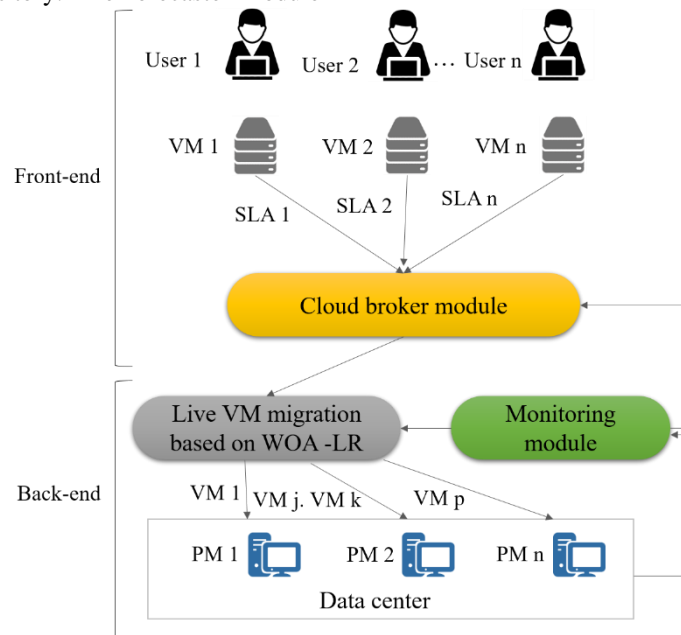 User 1
User 2
... User n
VM 1
VM 2
VM n
Front-end
SLA 1
SLA 2
SLA n
Cloud broker module
Live VM migration
based on WOA -LR
Monitoring
module
Back-end
VM 1
VM j. VM k
VM p
PM 1
PM 2
PM n
Data center